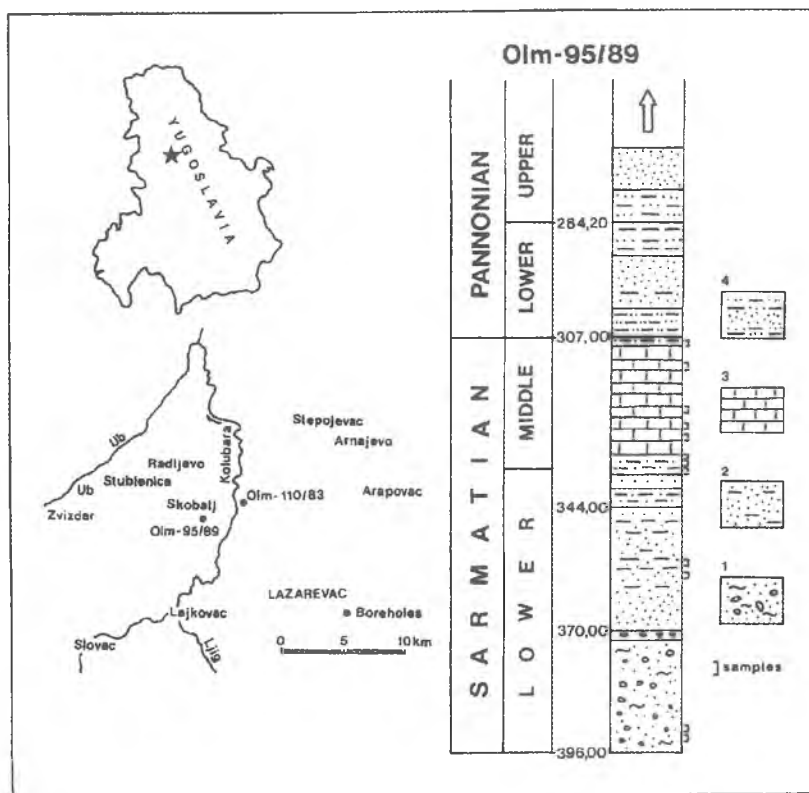 Olm-95/89
YUGOSLAVIA
PANNONIAN
UPPER
LOWER
284,20
307,00
SARMATIAN
MIDDLE
LOWER
344,00
370,00
396,00
4
3
2
1
samples
Ub
Kolubara
Stepojevac
Arnajevo
Radljevo
Ub
Stublenica
Arapovac
Zvizdar
Skobalj
Olm-110/83
Olm-95/89
LAZAREVAC
Lajkovac
Boreholes
Slovac
Ljig
0 5 10 km